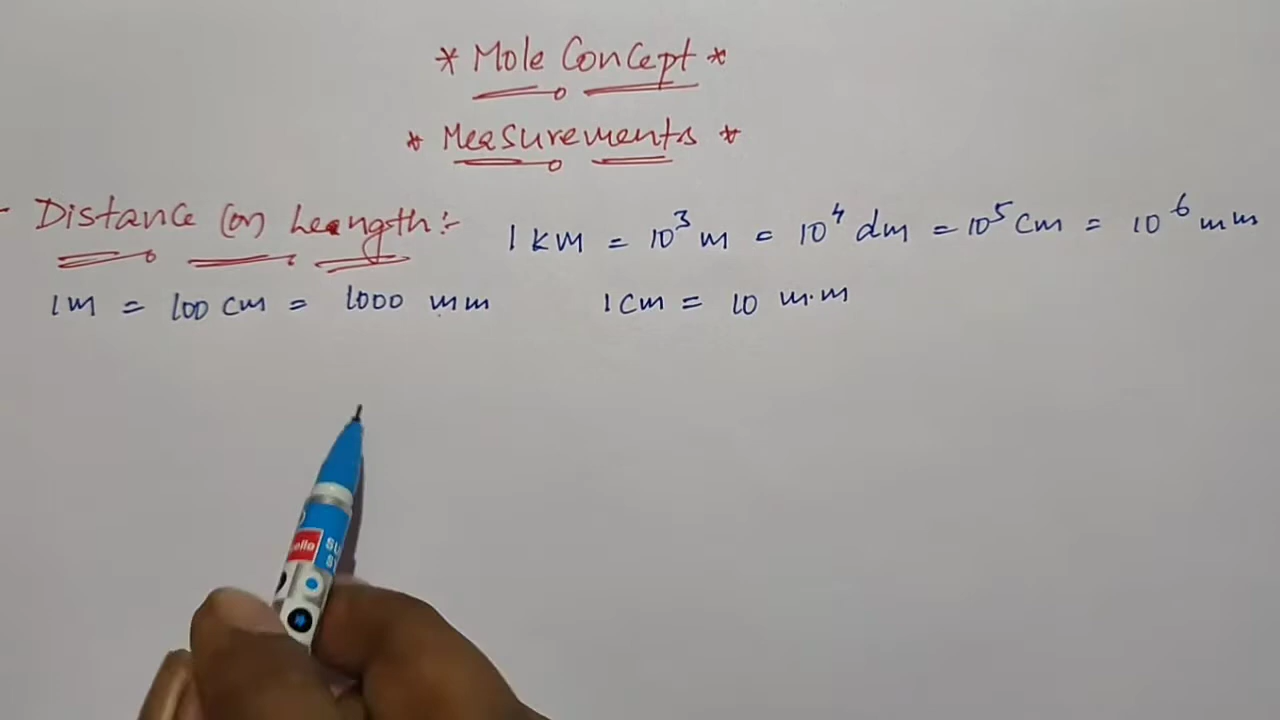 * Mole Concept *
* Measurements *
- Distance (or) Leangth:- 1 km = 10³ m = 10⁴ dm = 10⁵ cm = 10⁶ mm
1m = 100 cm = 1000 mm 1 cm = 10 m.m